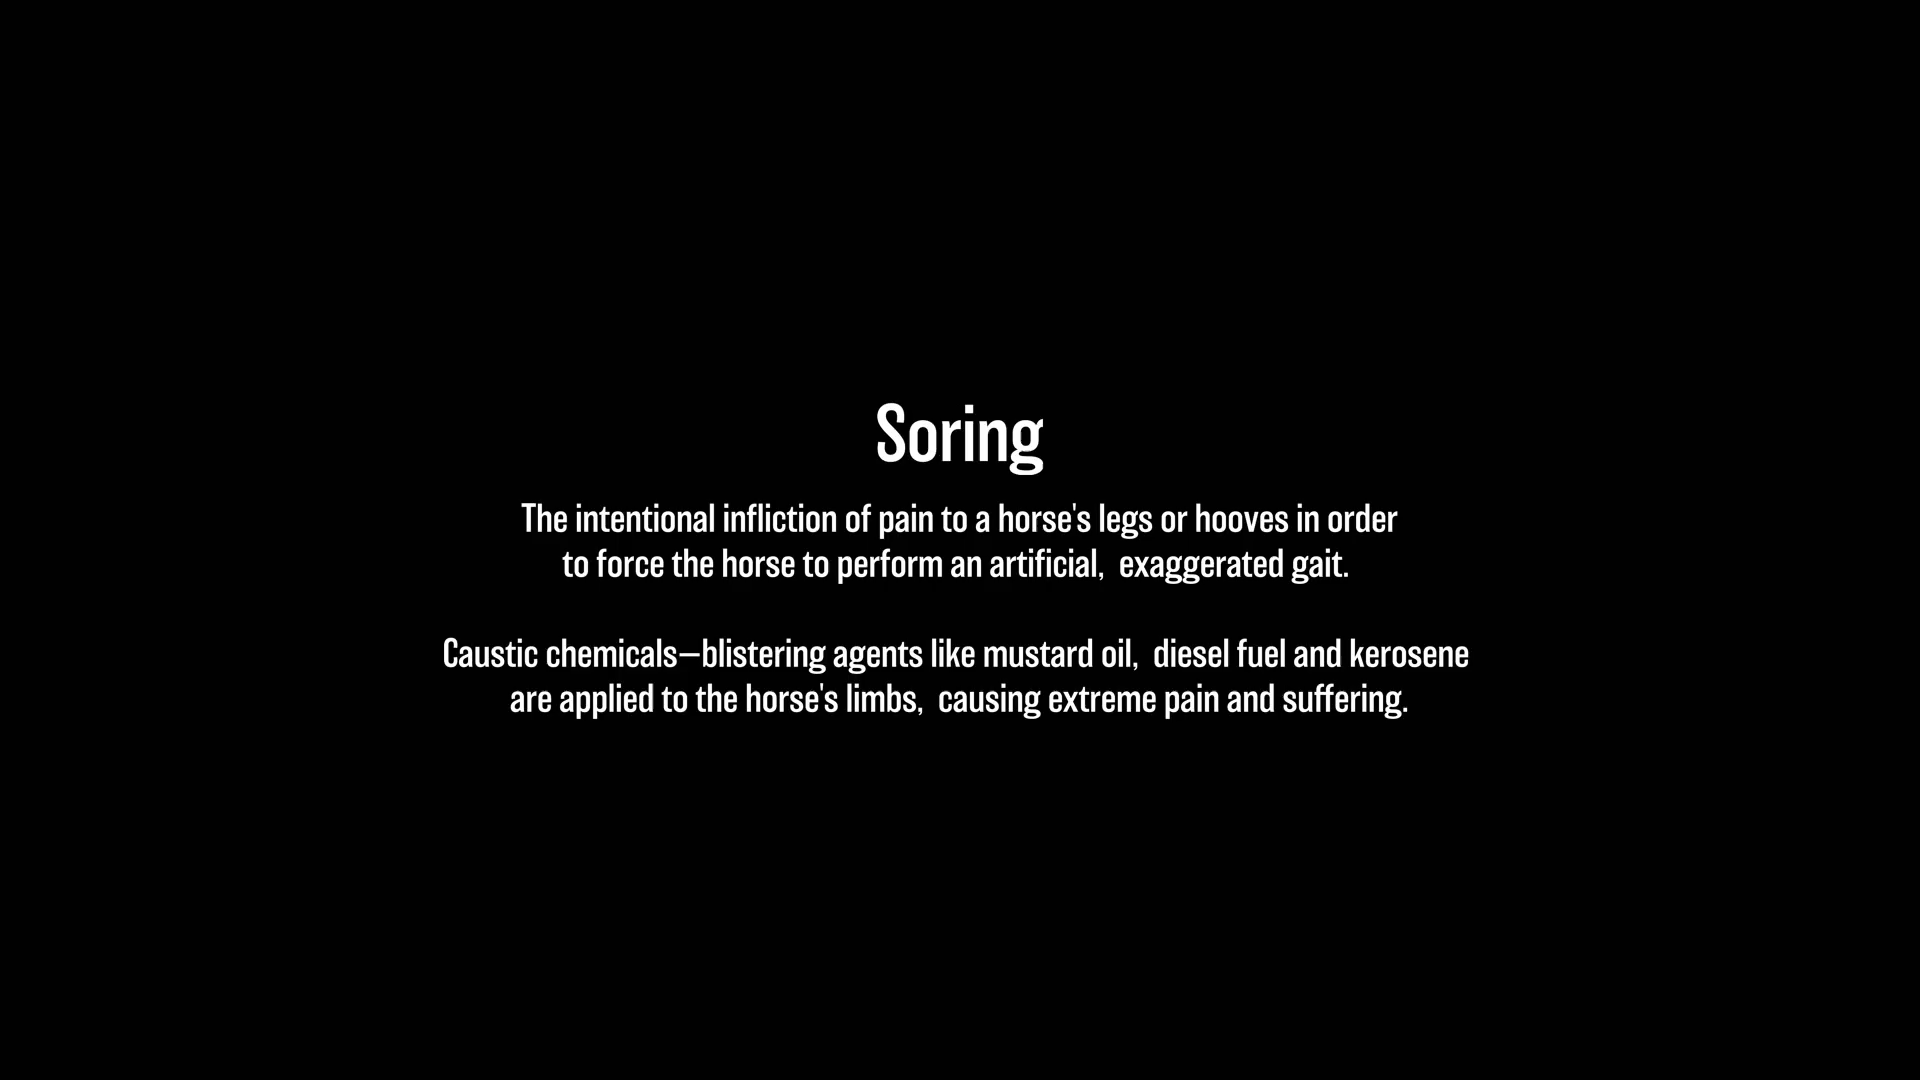 Soring
The intentional infliction of pain to a horse's legs or hooves in order
to force the horse to perform an artificial,  exaggerated gait.
Caustic chemicals—blistering agents like mustard oil,  diesel fuel and kerosene
are applied to the horse's limbs,  causing extreme pain and suffering.